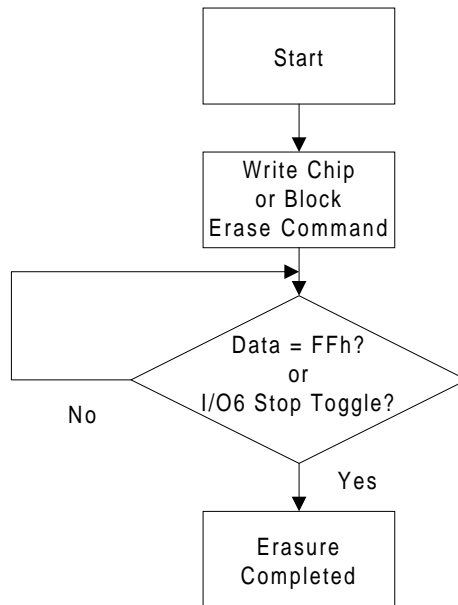 Start
Write Chip
or Block
Erase Command
Data = FFh?
or
I/O6 Stop Toggle?
No
Yes
Erasure
Completed